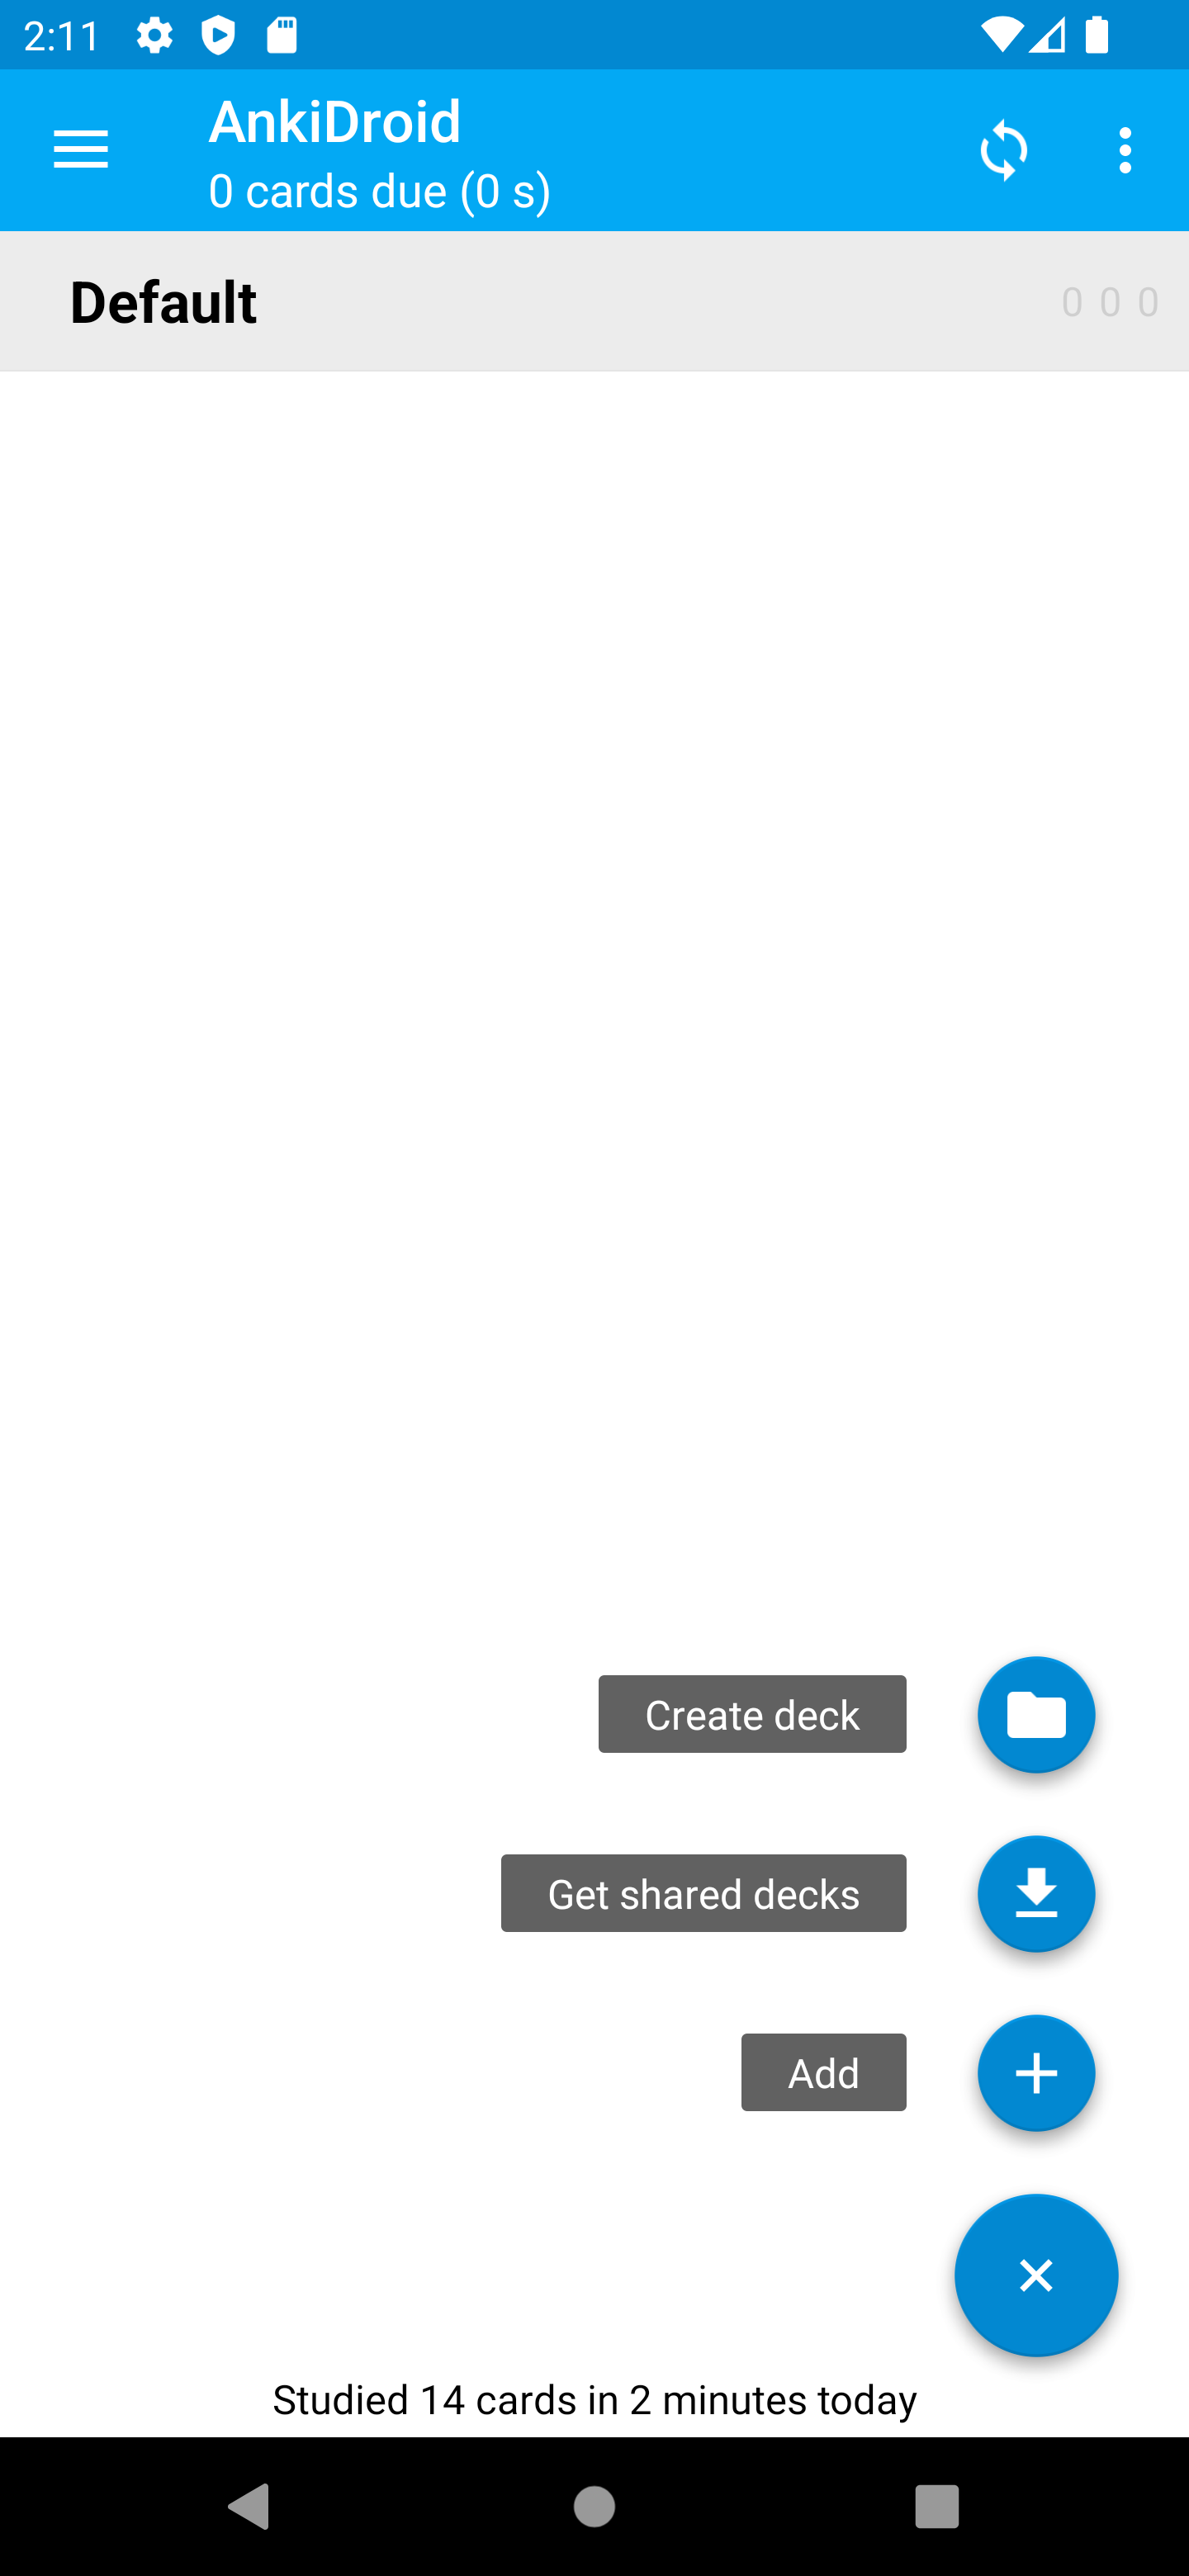 2:11
AnkiDroid
0 cards due (0 s)
Default 0 0 0
Create deck
Get shared decks
Add
Studied 14 cards in 2 minutes today